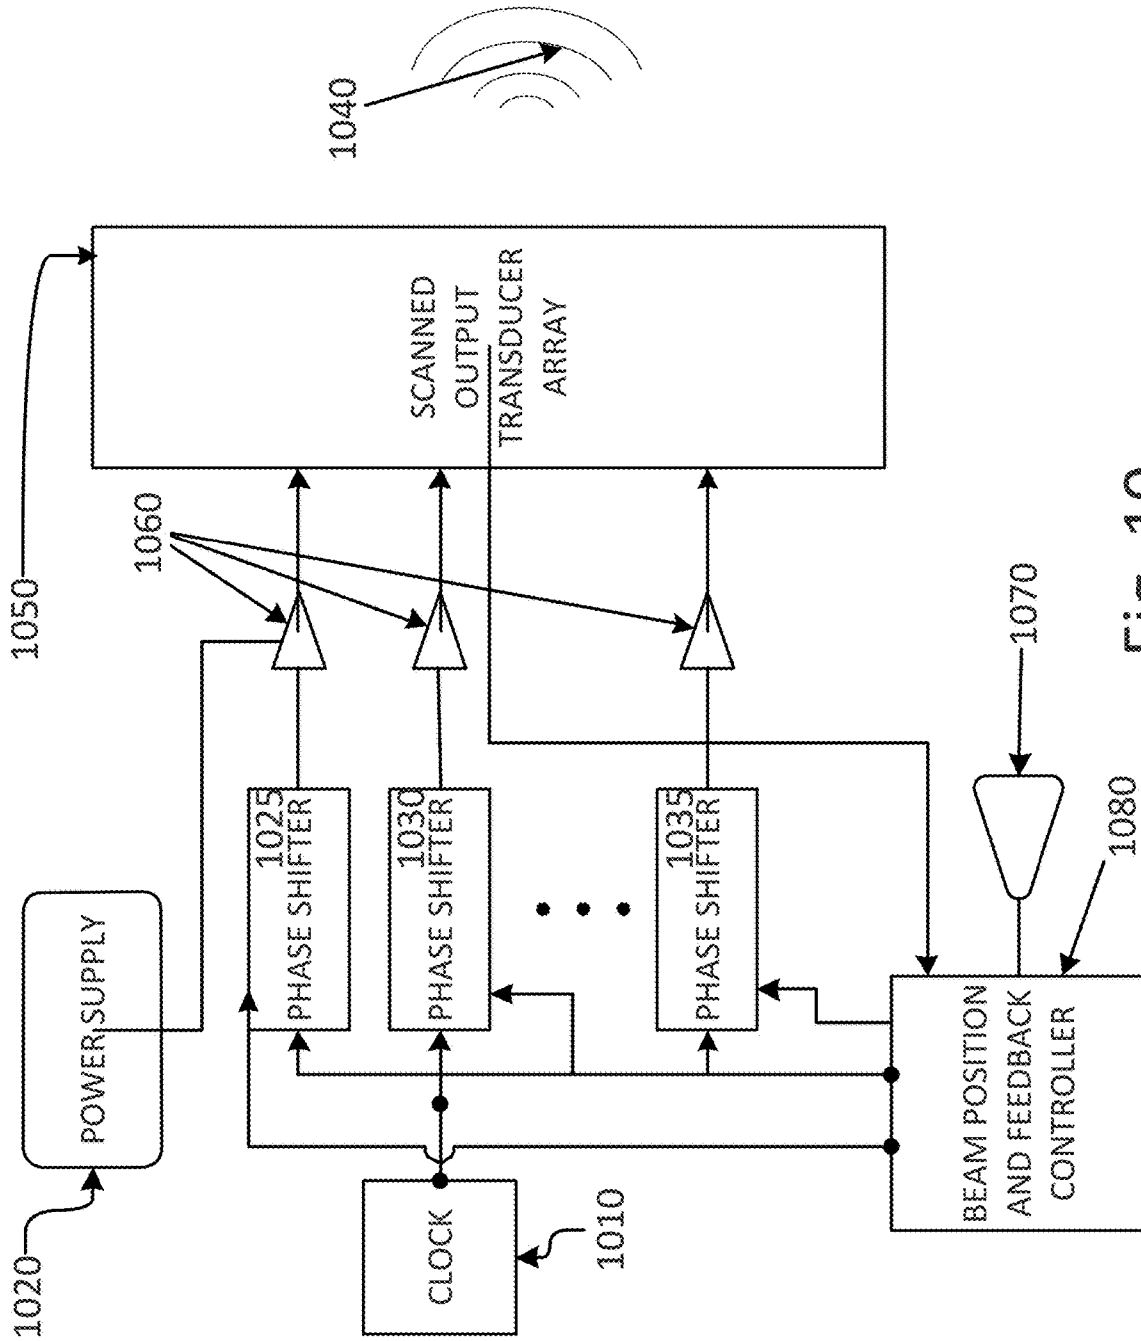 1020
1050
POWER SUPPLY
1060
1025
PHASE SHIFTER
1040
1030
PHASE SHIFTER
CLOCK
SCANNED
OUTPUT
TRANSDUCER
ARRAY
1010
1035
PHASE SHIFTER
BEAM POSITION
AND FEEDBACK
CONTROLLER
1070
1080